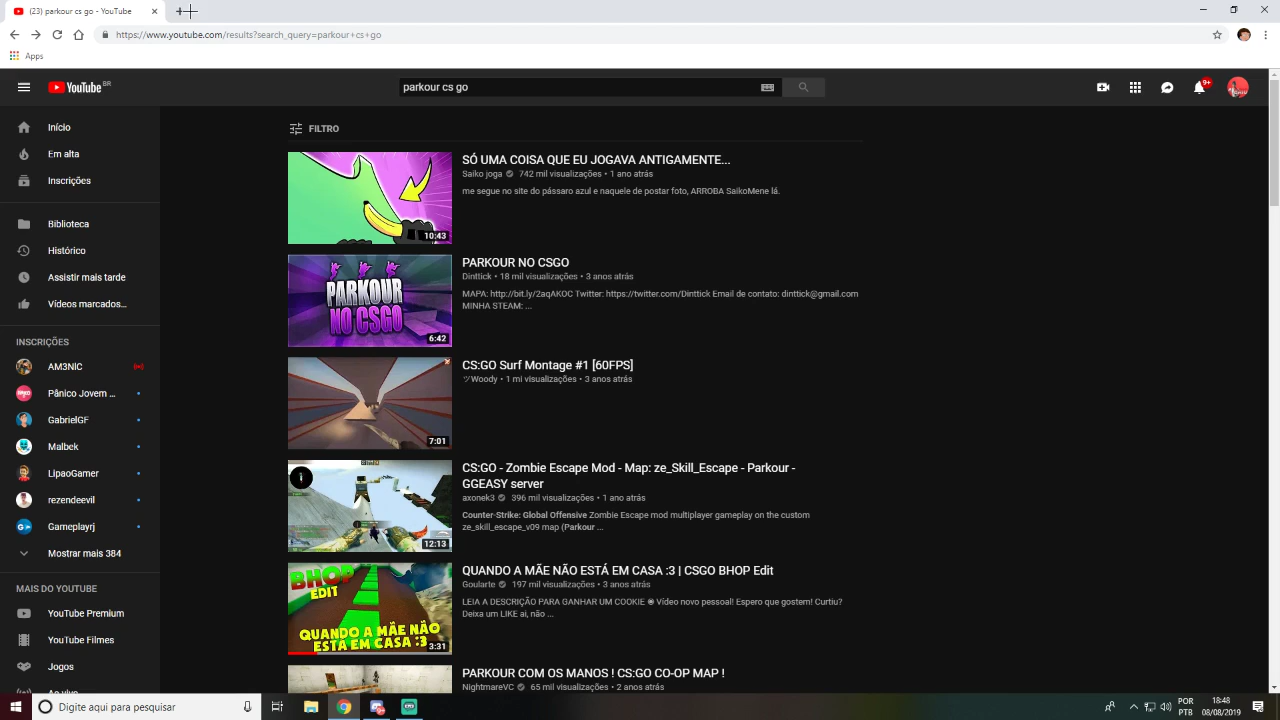 (23) parkour cs go - YouTube
https://www.youtube.com/results?search_query=parkour+cs+go
Apps
YouTube BR
parkour cs go
9+
Início
Em alta
Inscrições
Biblioteca
Histórico
Assistir mais tarde
Vídeos marcados...
INSCRIÇÕES
AM3NIC
Pânico Jovem ...
GabrielGF
Malbek
LipaoGamer
rezendeevil
Gameplayrj
Mostrar mais 384
MAIS DO YOUTUBE
YouTube Premium
YouTube Filmes
Jogos
Ao vivo
FILTRO
10:43
SÓ UMA COISA QUE EU JOGAVA ANTIGAMENTE...
Saiko joga 742 mil visualizações • 1 ano atrás
me segue no site do pássaro azul e naquele de postar foto, ARROBA SaikoMene lá.
PARKOUR
NO CSGO
6:42
PARKOUR NO CSGO
Dinttick • 18 mil visualizações • 3 anos atrás
MAPA: http://bit.ly/2aqAKOC Twitter: https://twitter.com/Dinttick Email de contato: dinttick@gmail.com
MINHA STEAM: ...
7:01
CS:GO Surf Montage #1 [60FPS]
ツWoody • 1 mi visualizações • 3 anos atrás
12:13
CS:GO - Zombie Escape Mod - Map: ze_Skill_Escape - Parkour -
GGEASY server
axonek3 396 mil visualizações • 1 ano atrás
Counter-Strike: Global Offensive Zombie Escape mod multiplayer gameplay on the custom
ze_skill_escape_v09 map (Parkour ...
BHOP
EDIT
QUANDO A MÃE NÃO
ESTÁ EM CASA :3
3:31
QUANDO A MÃE NÃO ESTÁ EM CASA :3 | CSGO BHOP Edit
Goularte 197 mil visualizações • 3 anos atrás
LEIA A DESCRIÇÃO PARA GANHAR UM COOKIE ◉ Vídeo novo pessoal! Espero que gostem! Curtiu?
Deixa um LIKE ai, não ...
PARKOUR COM OS MANOS ! CS:GO CO-OP MAP !
NightmareVC 65 mil visualizações • 2 anos atrás
Digite aqui para pesquisar
POR
PTB
18:48
08/08/2019